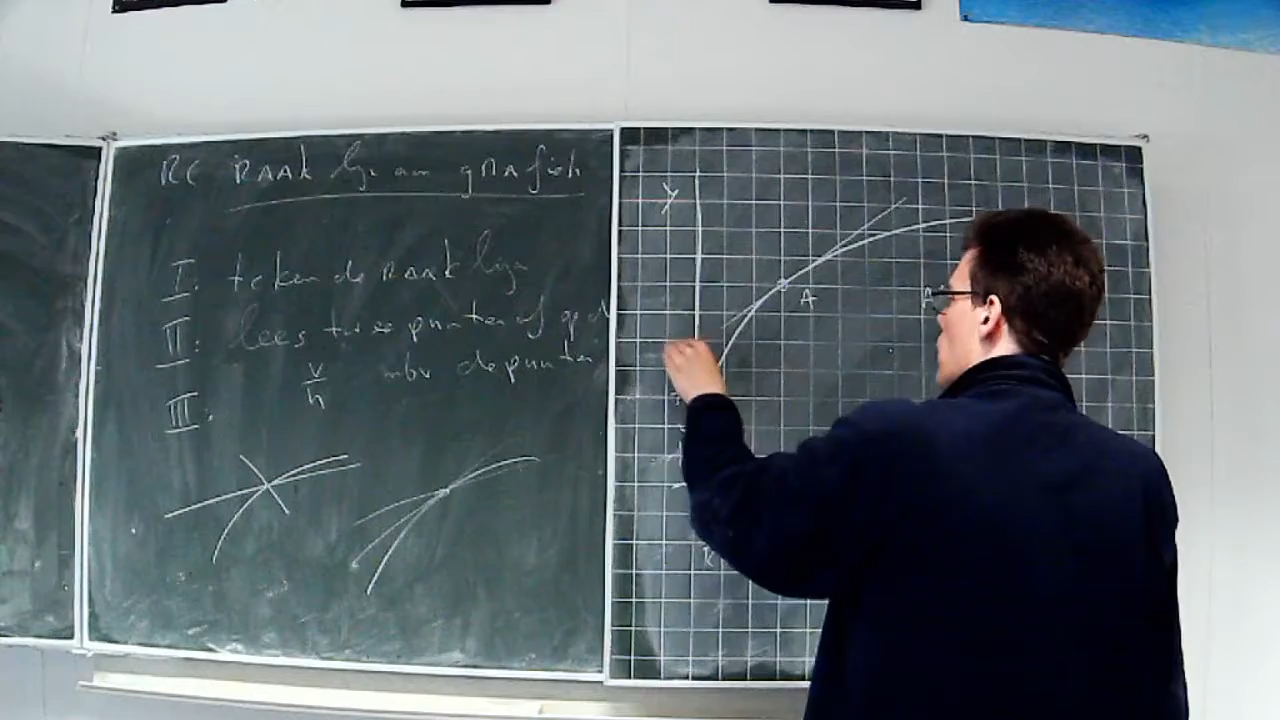 RC RAAKlijn aan grafiek
I: teken de RAAKlijn
II: lees twee punten af
III: v/h mbv de punten
y
A